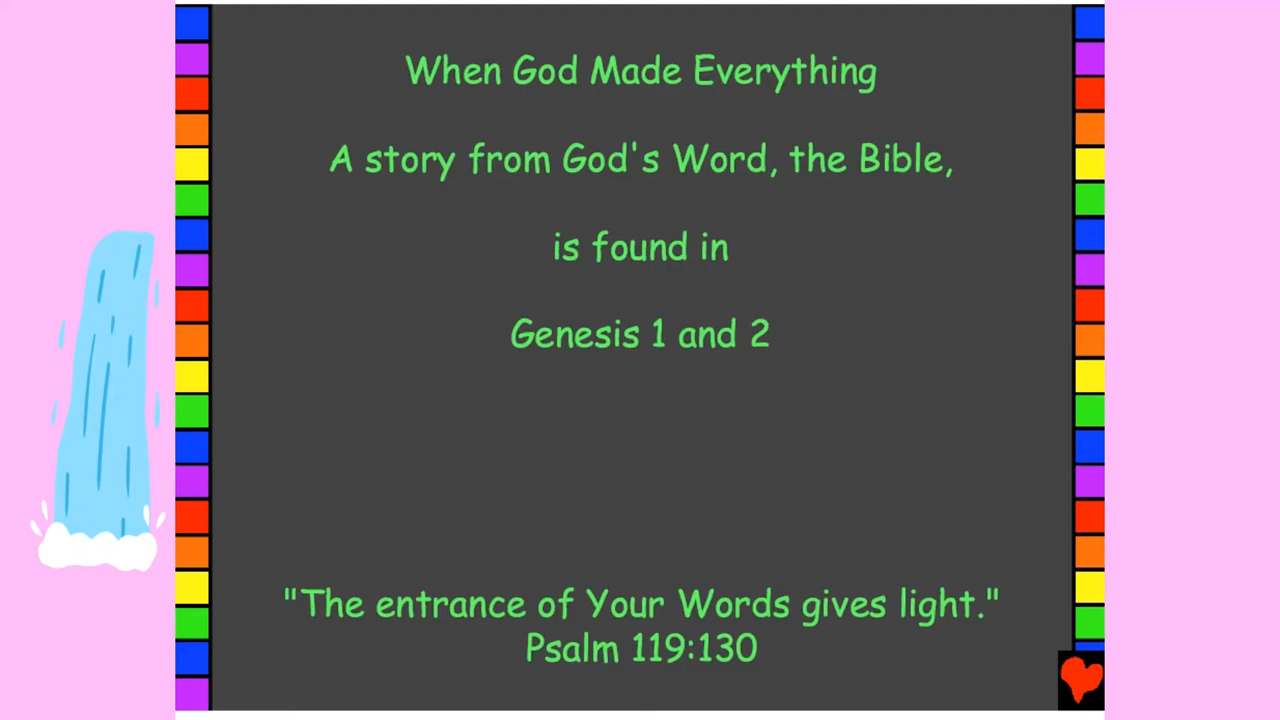 When God Made Everything
A story from God's Word, the Bible,
is found in
Genesis 1 and 2
"The entrance of Your Words gives light."
Psalm 119:130